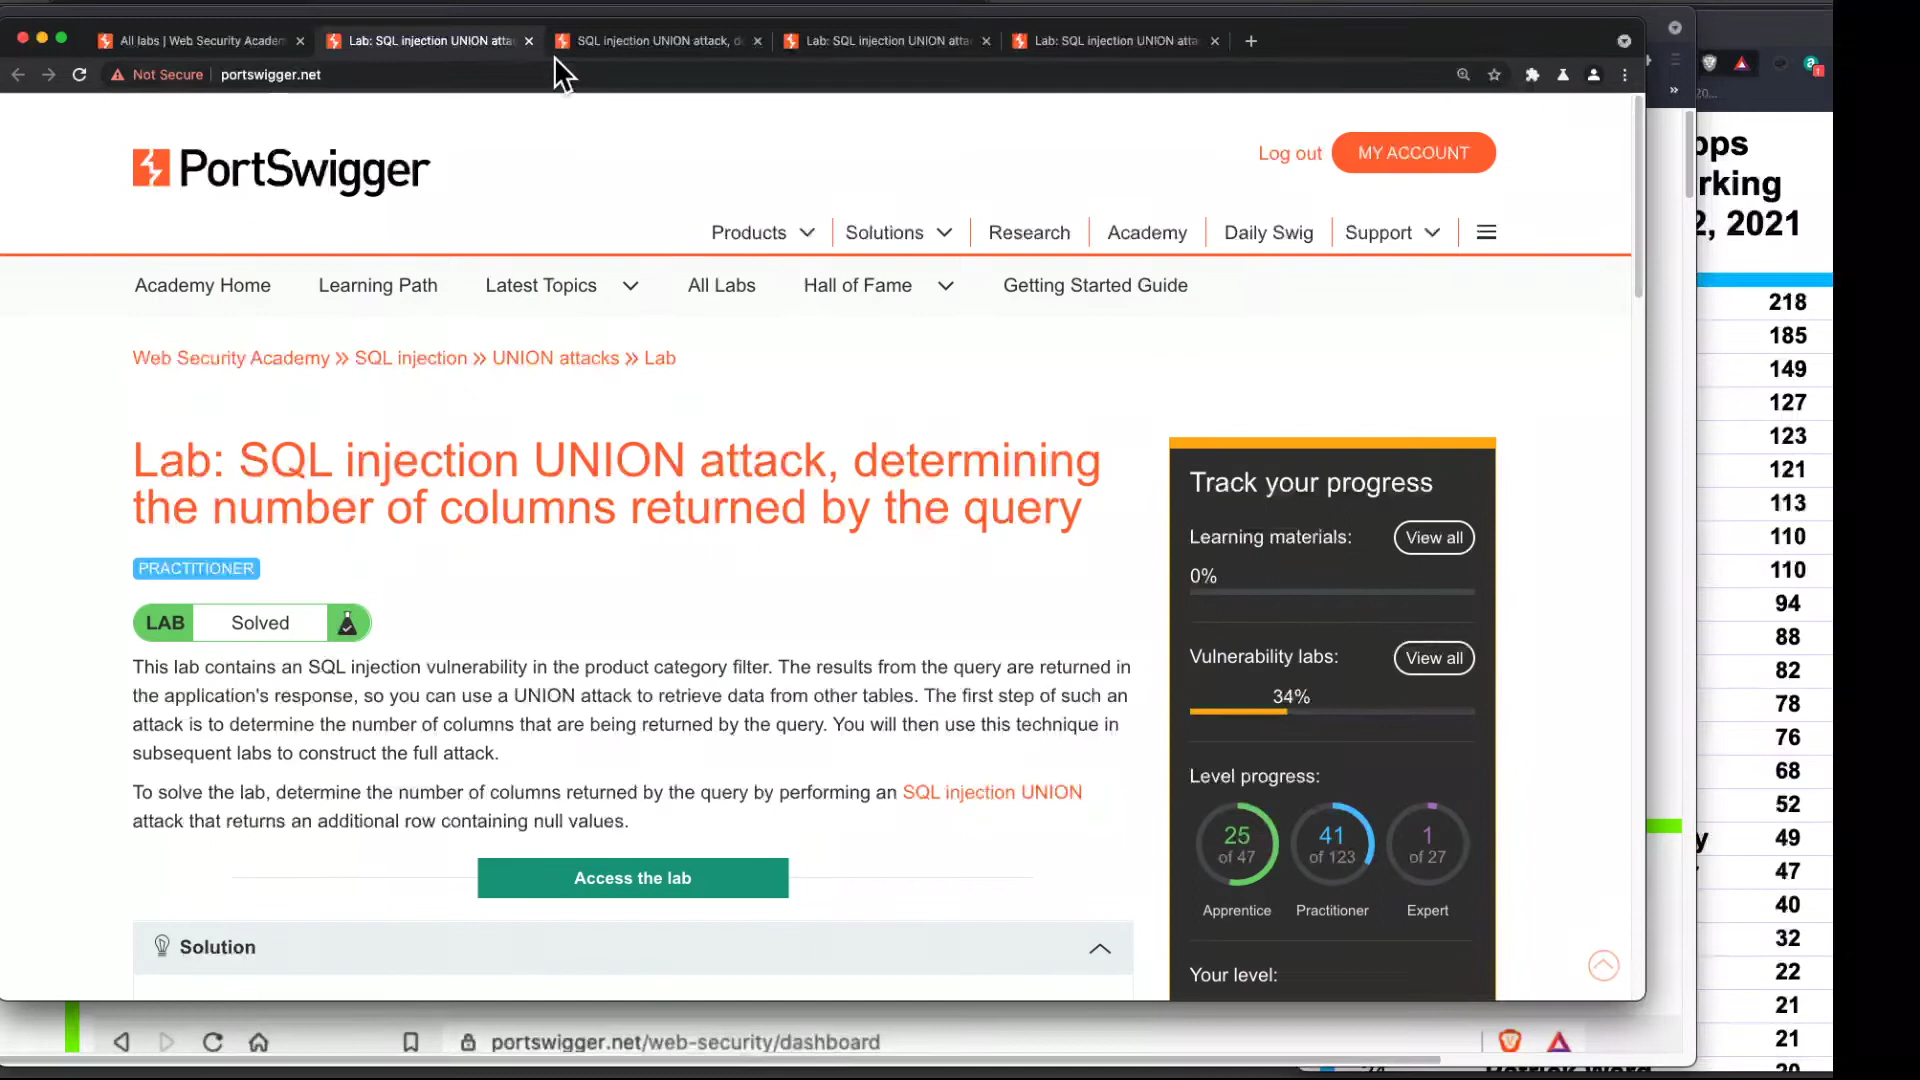 All labs | Web Security Academ
Lab: SQL injection UNION atta
SQL injection UNION attack, d
Lab: SQL injection UNION atta
Lab: SQL injection UNION atta
Not Secure
portswigger.net
PortSwigger
Log out
MY ACCOUNT
Products
Solutions
Research
Academy
Daily Swig
Support
Academy Home
Learning Path
Latest Topics
All Labs
Hall of Fame
Getting Started Guide
Web Security Academy » SQL injection » UNION attacks » Lab
Lab: SQL injection UNION attack, determining
the number of columns returned by the query
PRACTITIONER
LAB
Solved
This lab contains an SQL injection vulnerability in the product category filter. The results from the query are returned in
the application's response, so you can use a UNION attack to retrieve data from other tables. The first step of such an
attack is to determine the number of columns that are being returned by the query. You will then use this technique in
subsequent labs to construct the full attack.
To solve the lab, determine the number of columns returned by the query by performing an SQL injection UNION
attack that returns an additional row containing null values.
Access the lab
Solution
Track your progress
Learning materials:
View all
0%
Vulnerability labs:
View all
34%
Level progress:
25
of 47
41
of 123
1
of 27
Apprentice
Practitioner
Expert
Your level:
portswigger.net/web-security/dashboard
pps
rking
2, 2021
218
185
149
127
123
121
113
110
110
94
88
82
78
76
68
52
y
49
47
40
32
22
21
21
20